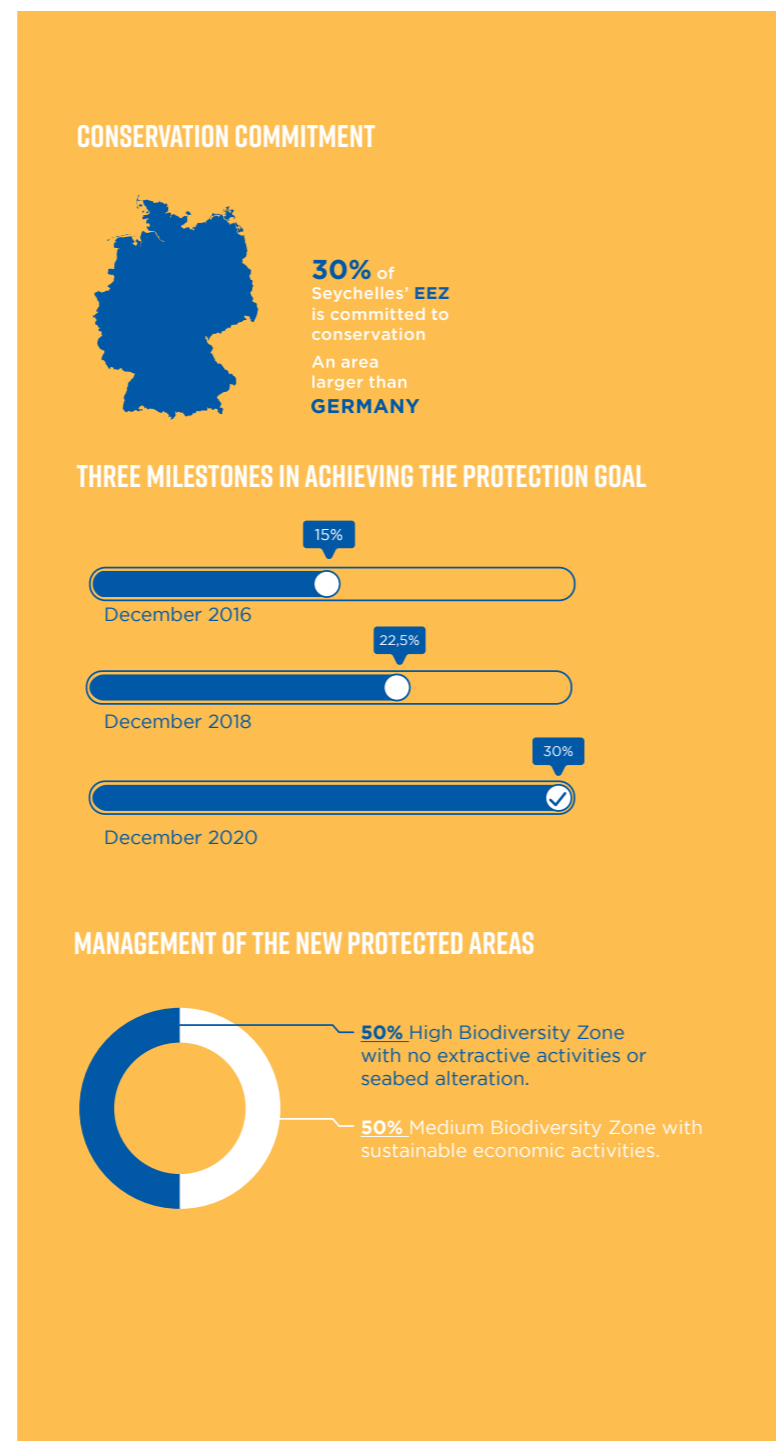 CONSERVATION COMMITMENT
30% of
Seychelles' EEZ
is committed to
conservation
An area
larger than
GERMANY
THREE MILESTONES IN ACHIEVING THE PROTECTION GOAL
15%
December 2016
22,5%
December 2018
30%
December 2020
MANAGEMENT OF THE NEW PROTECTED AREAS
50% High Biodiversity Zone
with no extractive activities or
seabed alteration.
50% Medium Biodiversity Zone with
sustainable economic activities.